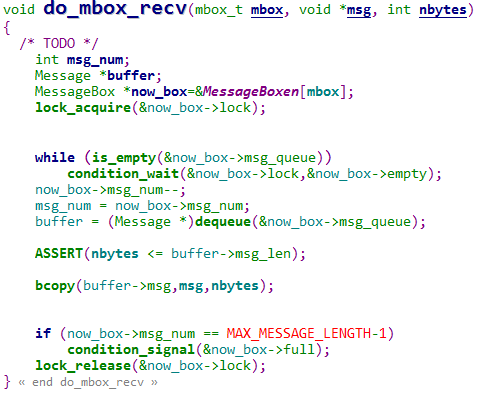 void do_mbox_recv(mbox_t mbox, void *msg, int nbytes)
{
/* TODO */
int msg_num;
Message *buffer;
MessageBox *now_box=&MessageBoxen[mbox];
lock_acquire(&now_box->lock);
while (is_empty(&now_box->msg_queue))
condition_wait(&now_box->lock,&now_box->empty);
now_box->msg_num--;
msg_num = now_box->msg_num;
buffer = (Message *)dequeue(&now_box->msg_queue);
ASSERT(nbytes <= buffer->msg_len);
bcopy(buffer->msg,msg,nbytes);
if (now_box->msg_num == MAX_MESSAGE_LENGTH-1)
condition_signal(&now_box->full);
lock_release(&now_box->lock);
} « end do_mbox_recv »